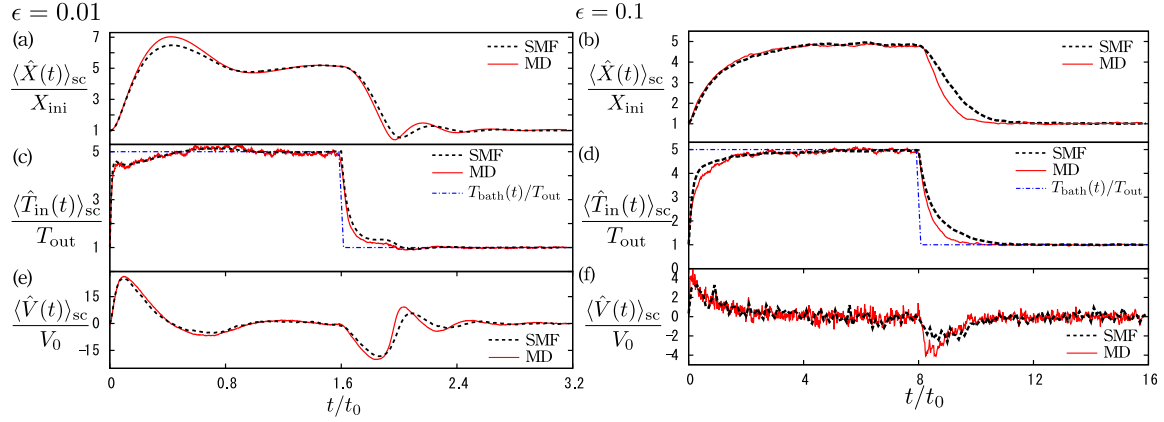 ϵ = 0.01
(a)
⟨X̂(t)⟩sc
Xini
7
5
3
1
SMF
MD
(c)
⟨T̂in(t)⟩sc
Tout
5
3
1
SMF
MD
Tbath(t)/Tout
(e)
⟨V̂(t)⟩sc
V0
15
0
-15
SMF
MD
0
0.8
1.6
2.4
3.2
t/t0
ϵ = 0.1
(b)
⟨X̂(t)⟩sc
Xini
5
4
3
2
1
SMF
MD
(d)
⟨T̂in(t)⟩sc
Tout
5
4
3
2
1
0
SMF
MD
Tbath(t)/Tout
(f)
⟨V̂(t)⟩sc
V0
4
2
0
-2
-4
SMF
MD
0
4
8
12
16
t/t0